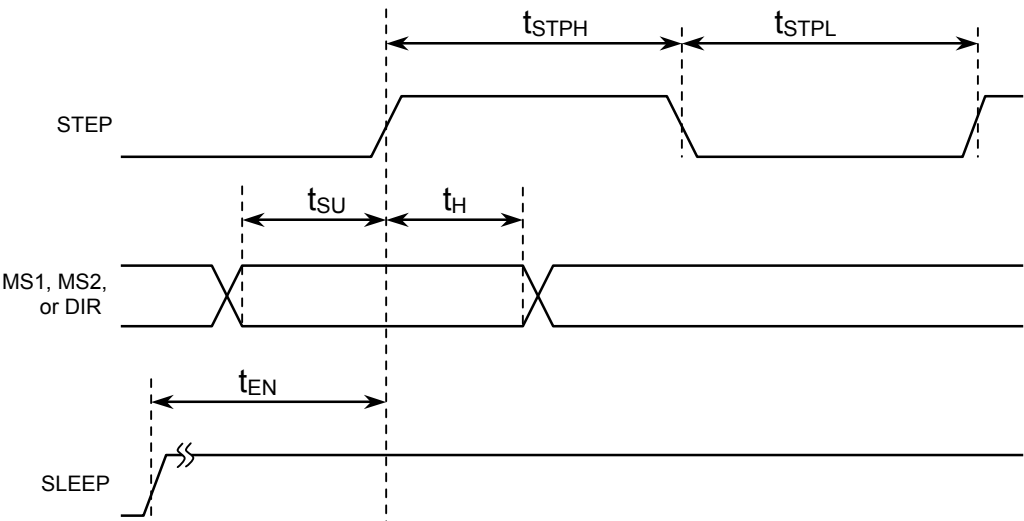 tSTPH
tSTPL
STEP
tSU
tH
MS1, MS2,
or DIR
tEN
SLEEP